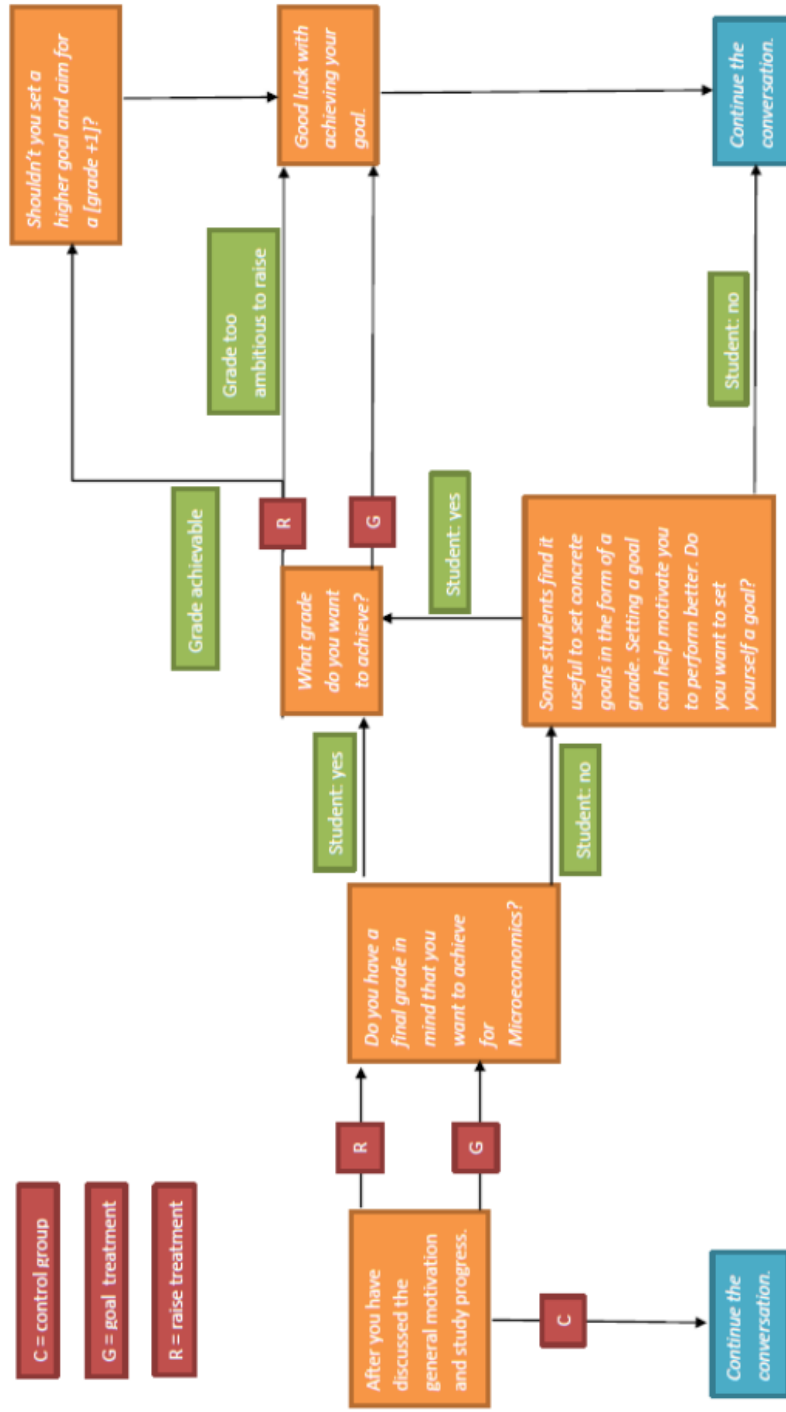 C = control group
G = goal treatment
R = raise treatment
After you have
discussed the
general motivation
and study progress.
R
G
C
Continue the
conversation.
Do you have a
final grade in
mind that you
want to achieve
for
Microeconomics?
Student: yes
Student: no
What grade
do you want
to achieve?
Some students find it
useful to set concrete
goals in the form of a
grade. Setting a goal
can help motivate you
to perform better. Do
you want to set
yourself a goal?
Student: yes
R
G
Grade achievable
Grade too
ambitious to raise
Shouldn't you set a
higher goal and aim for
a [grade +1]?
Good luck with
achieving your
goal.
Student: no
Continue the
conversation.